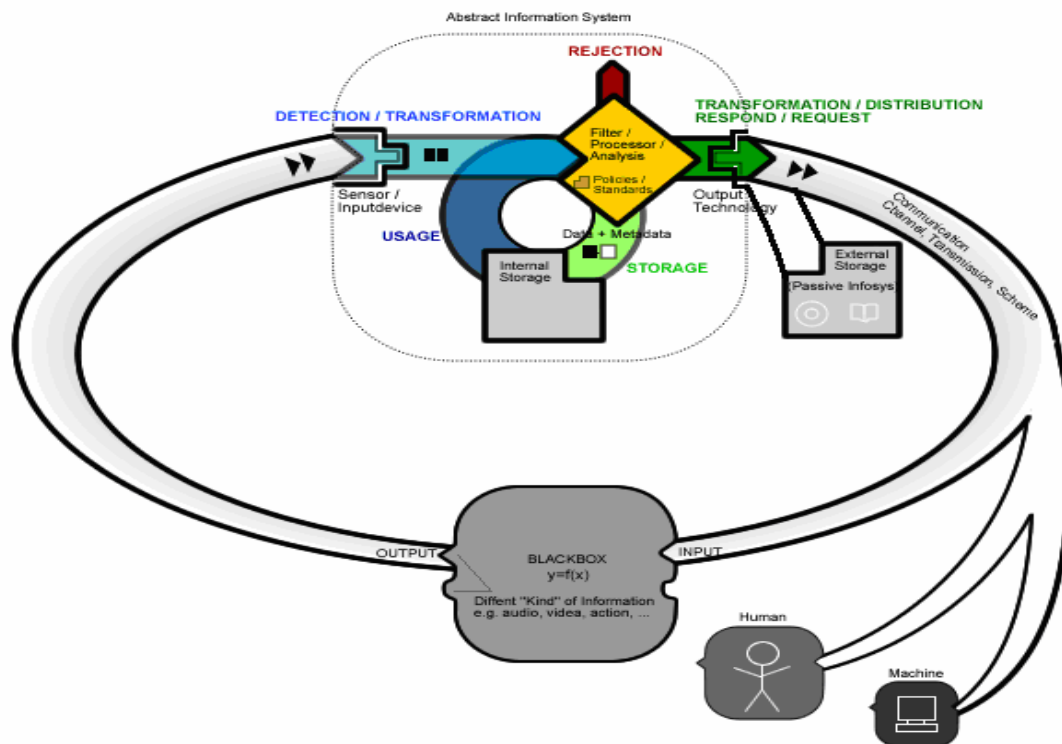 Abstract Information System
REJECTION
DETECTION / TRANSFORMATION
TRANSFORMATION / DISTRIBUTION
RESPOND / REQUEST
Filter /
Processor /
Analysis
Policies /
Standards
Sensor /
Inputdevice
Output
Technology
USAGE
Data + Metadata
STORAGE
Internal
Storage
External
Storage
(Passive Infosys)
Communication
Channel, Transmission, Scheme
OUTPUT
INPUT
BLACKBOX
y=f(x)
Diffent "Kind" of Information
e.g. audio, videa, action, ...
Human
Machine